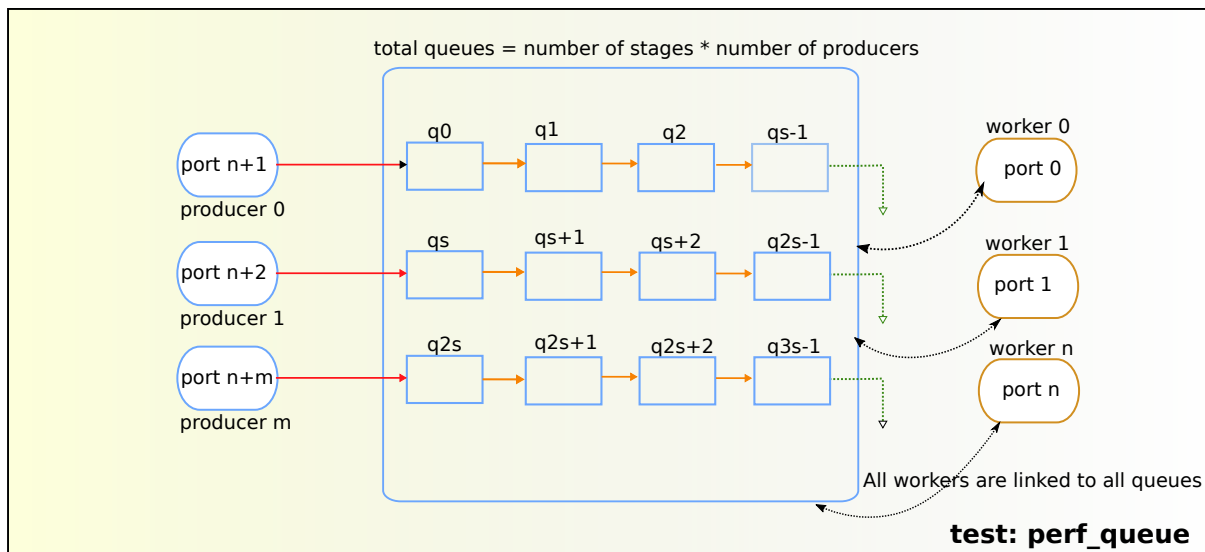 total queues = number of stages * number of producers
q0
q1
q2
qs-1
worker 0
port n+1
port 0
producer 0
qs
qs+1
qs+2
q2s-1
worker 1
port n+2
port 1
producer 1
q2s
q2s+1
q2s+2
q3s-1
worker n
port n+m
port n
producer m
All workers are linked to all queues
test: perf_queue